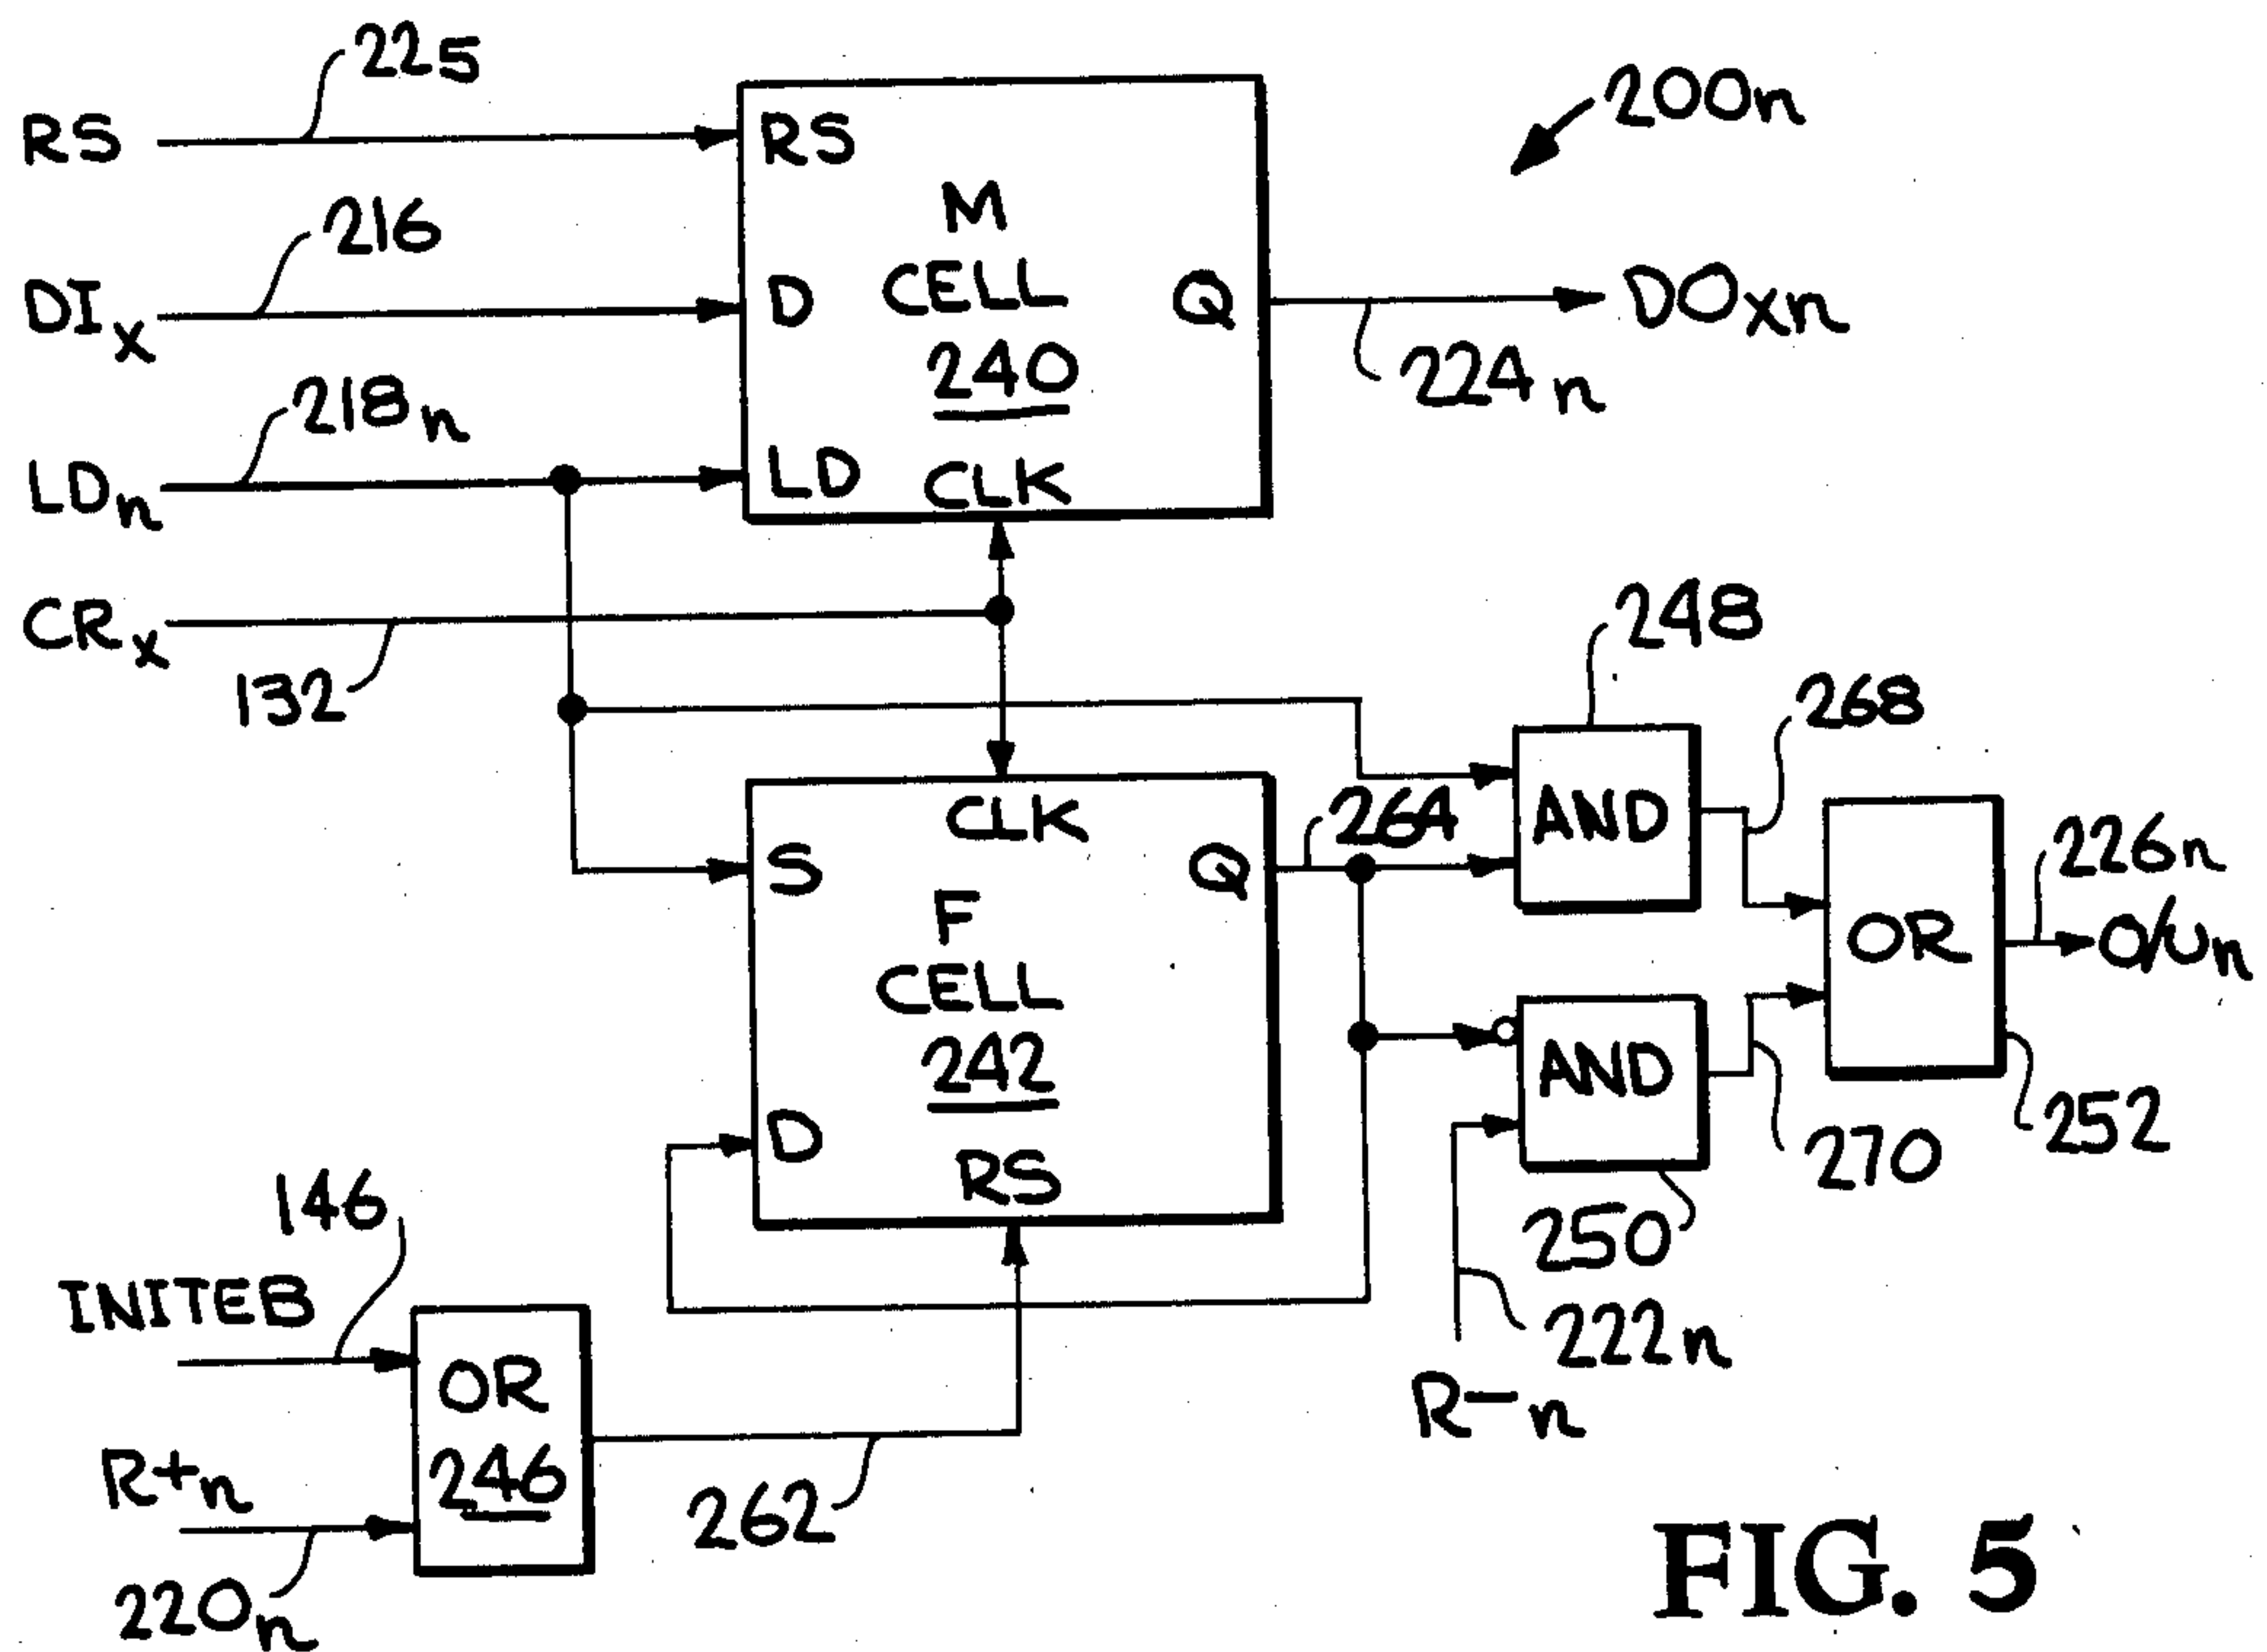 225
200n
RS
RS
216
M
DIx
D
CELL
Q
DOxn
240
224n
218n
LDn
LD
CLK
CRx
132
248
268
CLK
264
AND
226n
S
Q
OR
O/Un
F
CELL
242
AND
252
D
270
RS
146
250
INITEB
222n
OR
R-n
R+n
246
262
220n
FIG. 5